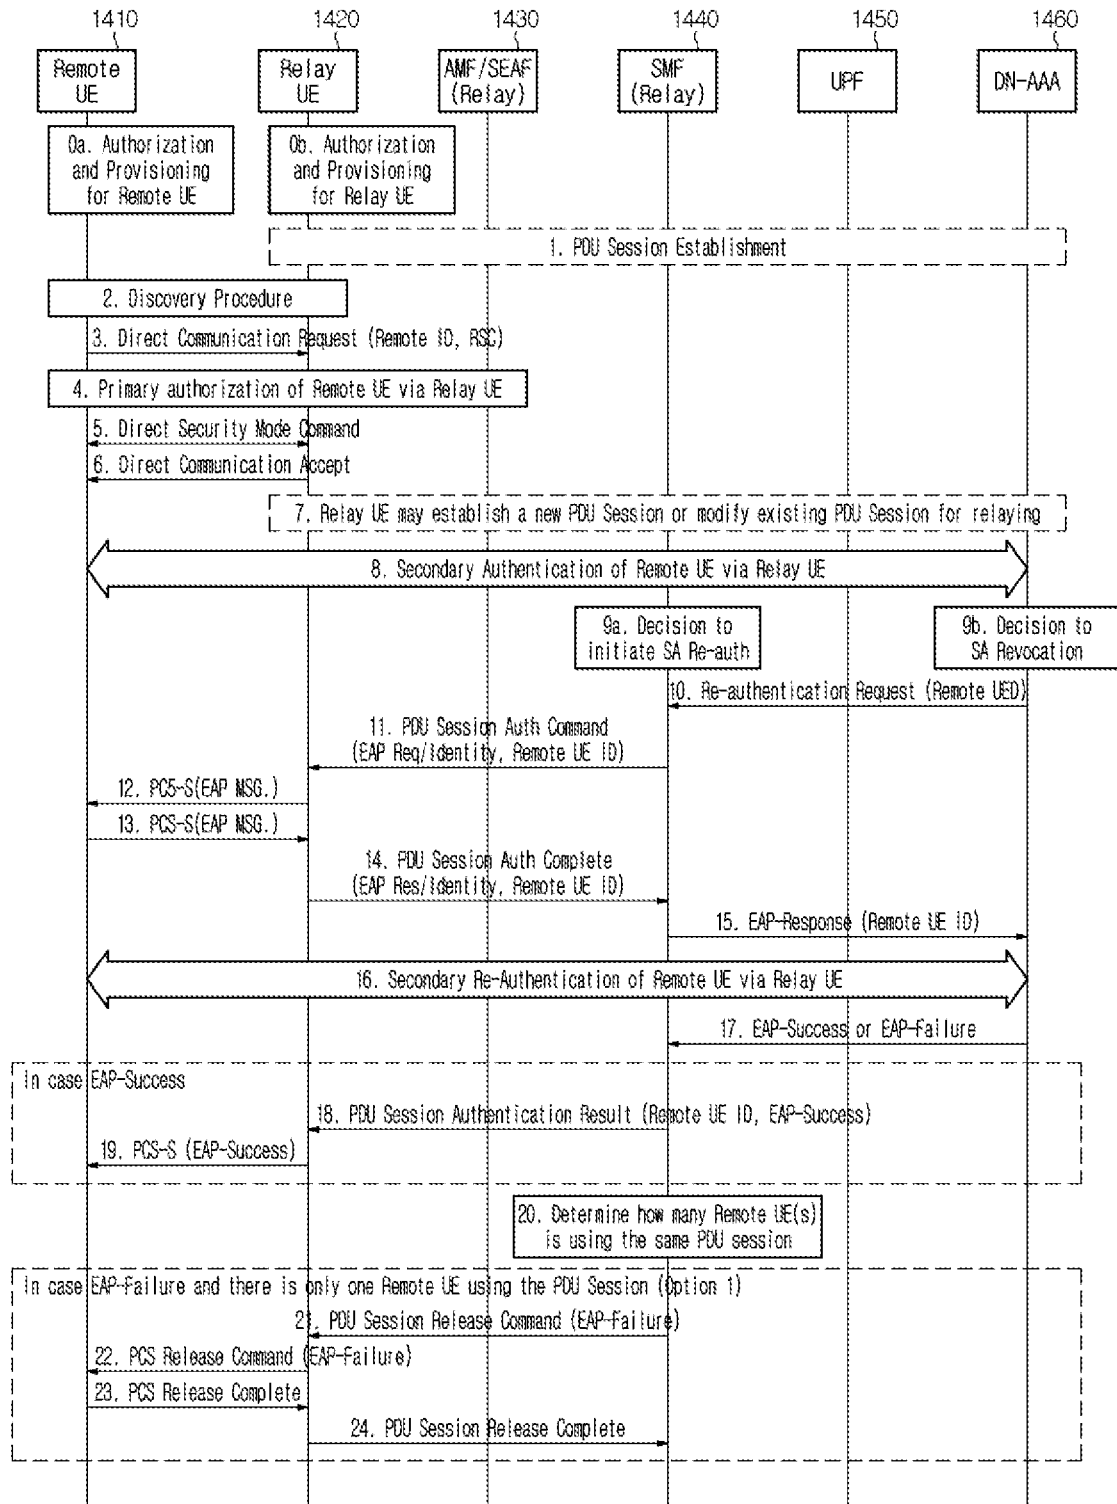 1410
1420
1430
1440
1450
1460
Remote
UE
Relay
UE
AMF/SEAF
(Relay)
SMF
(Relay)
UPF
DN-AAA
0a. Authorization
and Provisioning
for Remote UE
0b. Authorization
and Provisioning
for Relay UE
1. PDU Session Establishment
2. Discovery Procedure
3. Direct Communication Request (Remote ID, RSC)
4. Primary authorization of Remote UE via Relay UE
5. Direct Security Mode Command
6. Direct Communication Accept
7. Relay UE may establish a new PDU Session or modify existing PDU Session for relaying
8. Secondary Authentication of Remote UE via Relay UE
9a. Decision to
initiate SA Re-auth
9b. Decision to
SA Revocation
10. Re-authentication Request (Remote UED)
11. PDU Session Auth Command
(EAP Req/Identity, Remote UE ID)
12. PC5-S(EAP MSG.)
13. PCS-S(EAP MSG.)
14. PDU Session Auth Complete
(EAP Res/Identity, Remote UE ID)
15. EAP-Response (Remote UE ID)
16. Secondary Re-Authentication of Remote UE via Relay UE
17. EAP-Success or EAP-Failure
In case EAP-Success
18. PDU Session Authentication Result (Remote UE ID, EAP-Success)
19. PCS-S (EAP-Success)
20. Determine how many Remote UE(s)
is using the same PDU session
In case EAP-Failure and there is only one Remote UE using the PDU Session (Option 1)
21. PDU Session Release Command (EAP-Failure)
22. PCS Release Command (EAP-Failure)
23. PCS Release Complete
24. PDU Session Release Complete